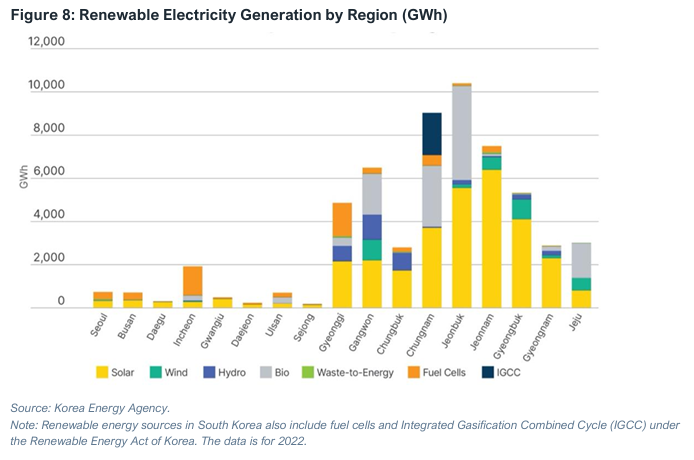 Figure 8: Renewable Electricity Generation by Region (GWh)
12,000
10,000
8,000
6,000
4,000
2,000
0
GWh
Seoul
Busan
Daegu
Incheon
Gwangju
Daejeon
Ulsan
Sejong
Gyeonggi
Gangwon
Chungbuk
Chungnam
Jeonbuk
Jeonnam
Gyeongbuk
Gyeongnam
Jeju
Solar Wind Hydro Bio Waste-to-Energy Fuel Cells IGCC
Source: Korea Energy Agency.
Note: Renewable energy sources in South Korea also include fuel cells and Integrated Gasification Combined Cycle (IGCC) under
the Renewable Energy Act of Korea. The data is for 2022.